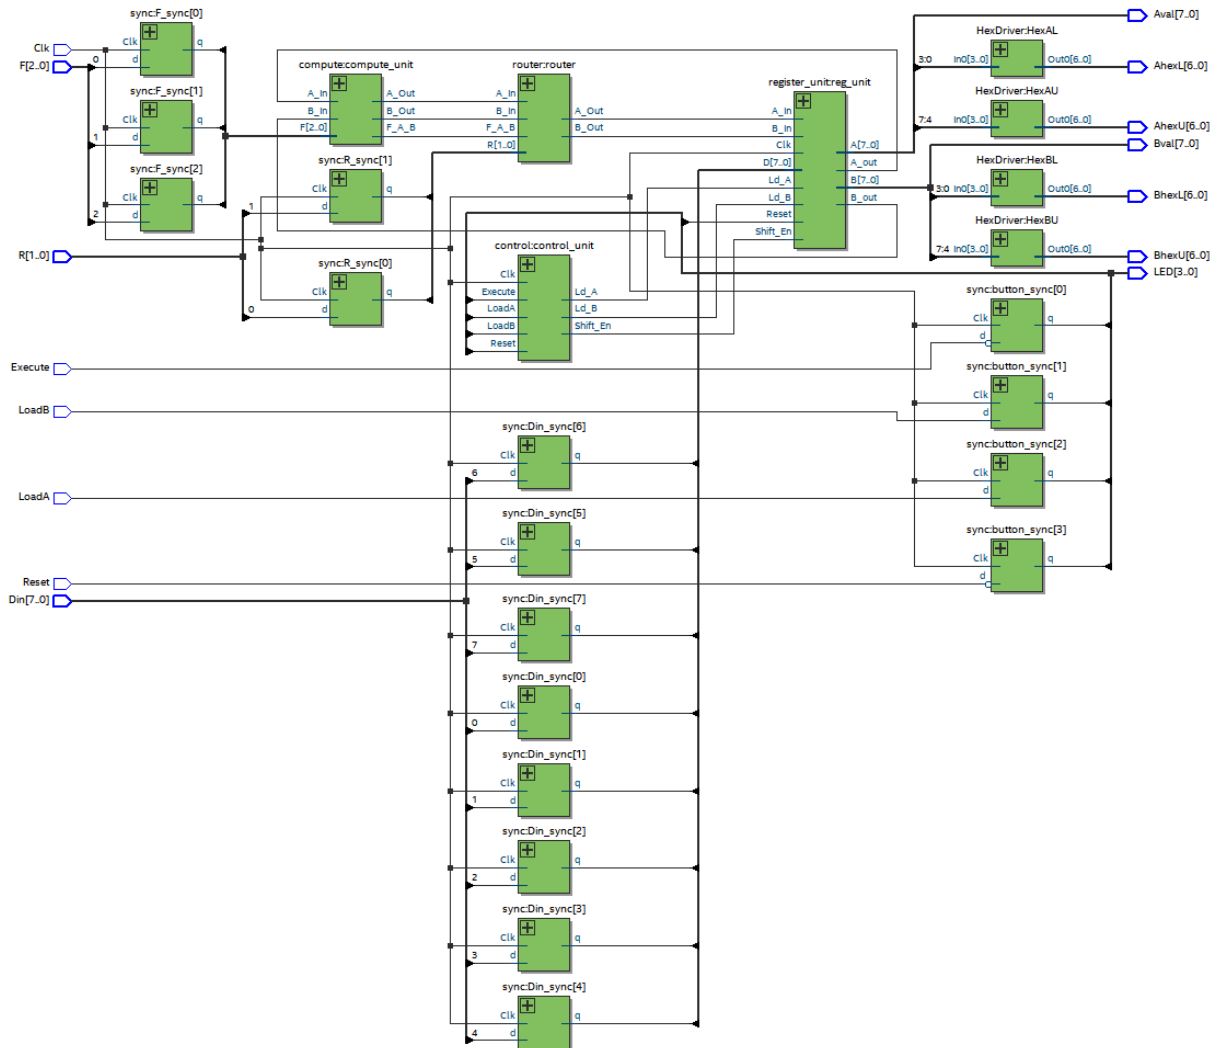 sync:F_sync[0]
Clk
F[2..0]
0
Clk
d
q
sync:F_sync[1]
Clk
1
d
q
sync:F_sync[2]
Clk
2
d
q
compute:compute_unit
A_In
B_In
F[2..0]
A_Out
B_Out
F_A_B
router:router
A_In
B_In
F_A_B
R[1..0]
A_Out
B_Out
sync:R_sync[1]
Clk
1
d
q
R[1..0]
sync:R_sync[0]
Clk
0
d
q
control:control_unit
Clk
Execute
LoadA
LoadB
Reset
Ld_A
Ld_B
Shift_En
register_unit:reg_unit
A_In
B_In
Clk
D[7..0]
Ld_A
Ld_B
Reset
Shift_En
A[7..0]
A_out
B[7..0]
B_out
Aval[7..0]
HexDriver:HexAL
3:0
In0[3..0]
Out0[6..0]
AhexL[6..0]
HexDriver:HexAU
7:4
In0[3..0]
Out0[6..0]
AhexU[6..0]
Bval[7..0]
HexDriver:HexBL
3:0
In0[3..0]
Out0[6..0]
BhexL[6..0]
HexDriver:HexBU
7:4
In0[3..0]
Out0[6..0]
BhexU[6..0]
LED[3..0]
sync:button_sync[0]
Clk
d
q
Execute
sync:button_sync[1]
Clk
d
q
LoadB
sync:button_sync[2]
Clk
d
q
LoadA
sync:button_sync[3]
Clk
d
q
Reset
Din[7..0]
sync:Din_sync[6]
Clk
6
d
q
sync:Din_sync[5]
Clk
5
d
q
sync:Din_sync[7]
Clk
7
d
q
sync:Din_sync[0]
Clk
0
d
q
sync:Din_sync[1]
Clk
1
d
q
sync:Din_sync[2]
Clk
2
d
q
sync:Din_sync[3]
Clk
3
d
q
sync:Din_sync[4]
Clk
4
d
q